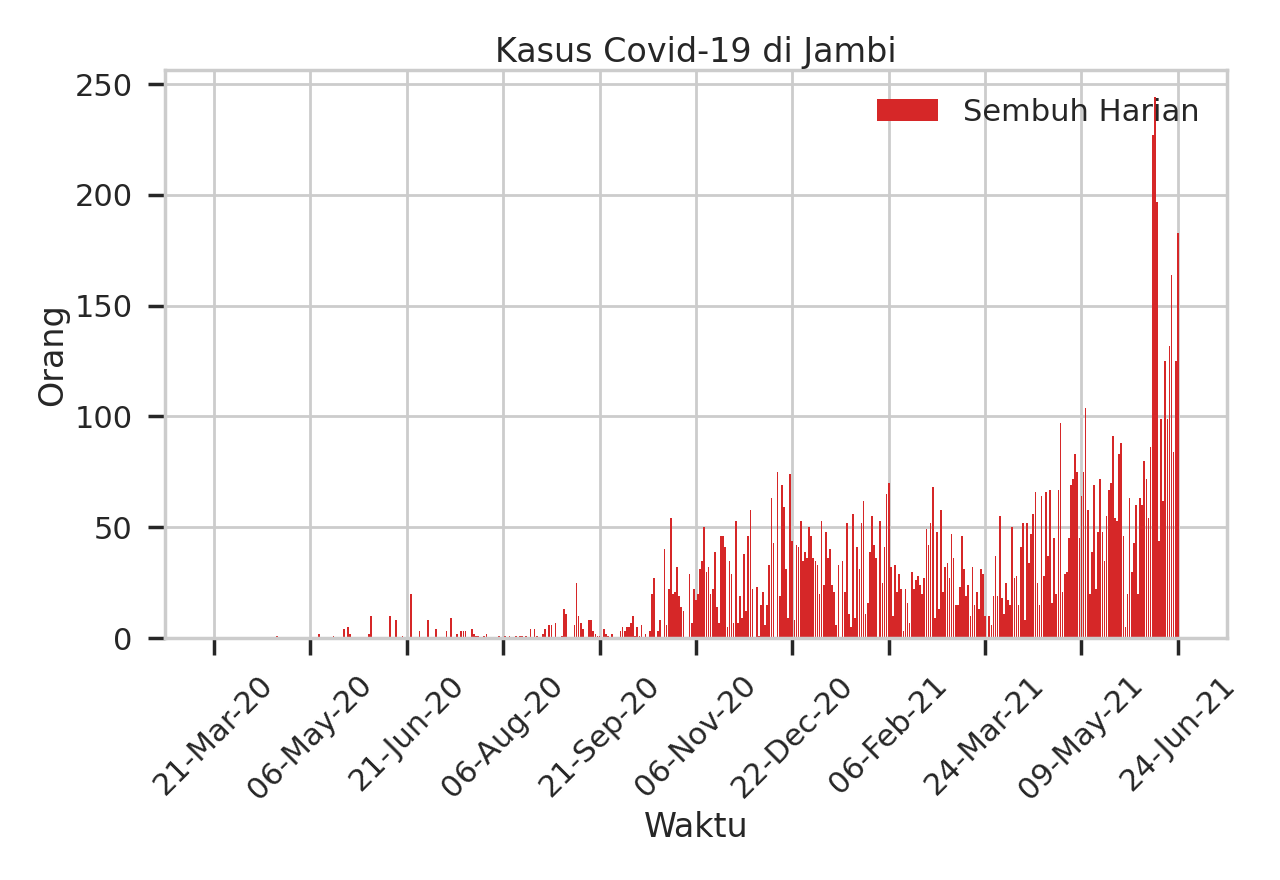 Kasus Covid-19 di Jambi
Sembuh Harian
Orang
250
200
150
100
50
0
21-Mar-20
06-May-20
21-Jun-20
06-Aug-20
21-Sep-20
06-Nov-20
22-Dec-20
06-Feb-21
24-Mar-21
09-May-21
24-Jun-21
Waktu